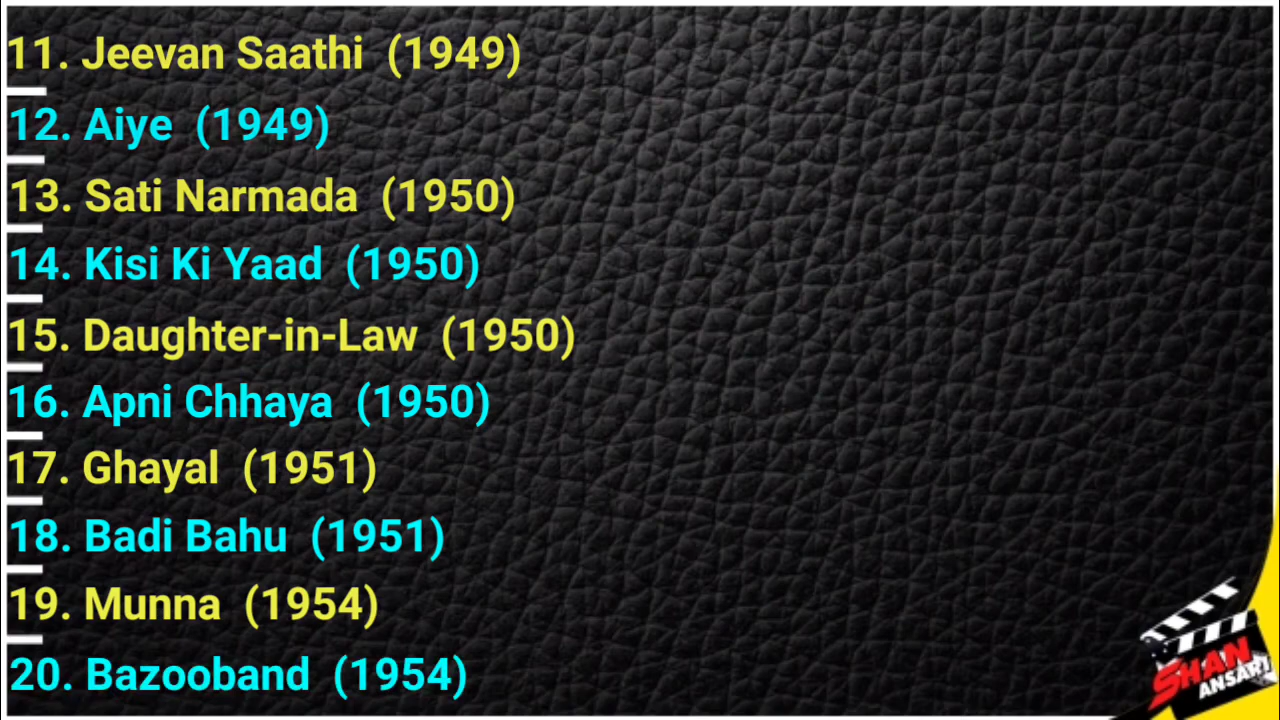 11. Jeevan Saathi (1949)
12. Aiye (1949)
13. Sati Narmada (1950)
14. Kisi Ki Yaad (1950)
15. Daughter-in-Law (1950)
16. Apni Chhaya (1950)
17. Ghayal (1951)
18. Badi Bahu (1951)
19. Munna (1954)
20. Bazooband (1954)
SHAN
ANSARI